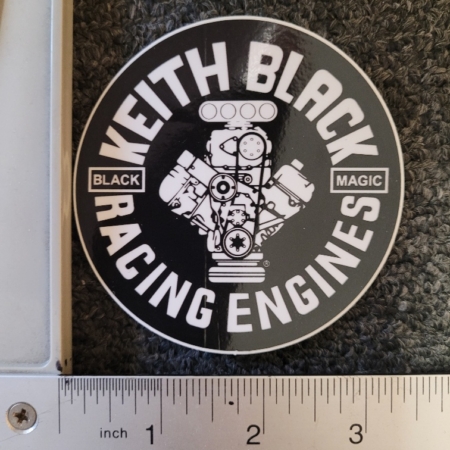 KEITH BLACK
BLACK
MAGIC
RACING ENGINES
®
inch 1 2 3